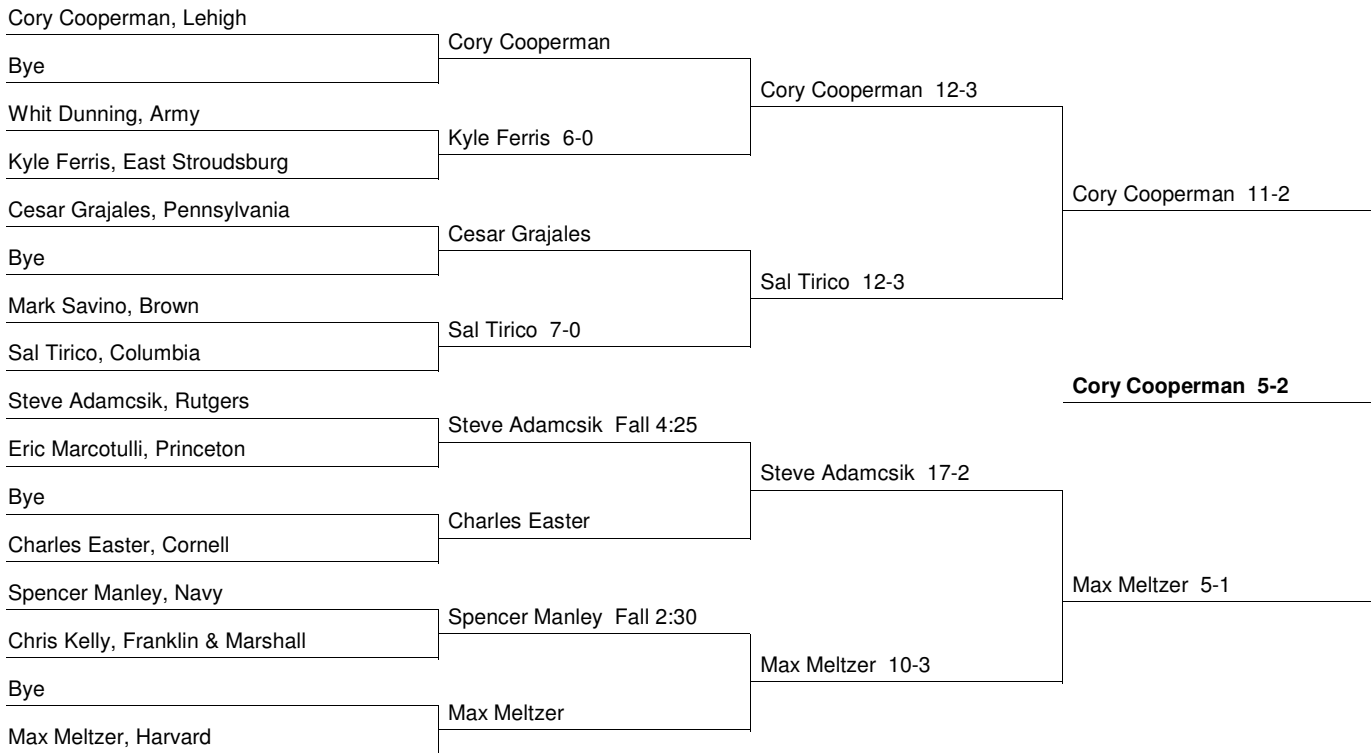 Cory Cooperman, Lehigh
Bye
Whit Dunning, Army
Kyle Ferris, East Stroudsburg
Cesar Grajales, Pennsylvania
Bye
Mark Savino, Brown
Sal Tirico, Columbia
Steve Adamcsik, Rutgers
Eric Marcotulli, Princeton
Bye
Charles Easter, Cornell
Spencer Manley, Navy
Chris Kelly, Franklin & Marshall
Bye
Max Meltzer, Harvard
Cory Cooperman
Kyle Ferris 6-0
Cesar Grajales
Sal Tirico 7-0
Steve Adamcsik Fall 4:25
Charles Easter
Spencer Manley Fall 2:30
Max Meltzer
Cory Cooperman 12-3
Sal Tirico 12-3
Steve Adamcsik 17-2
Max Meltzer 10-3
Cory Cooperman 11-2
Max Meltzer 5-1
Cory Cooperman 5-2